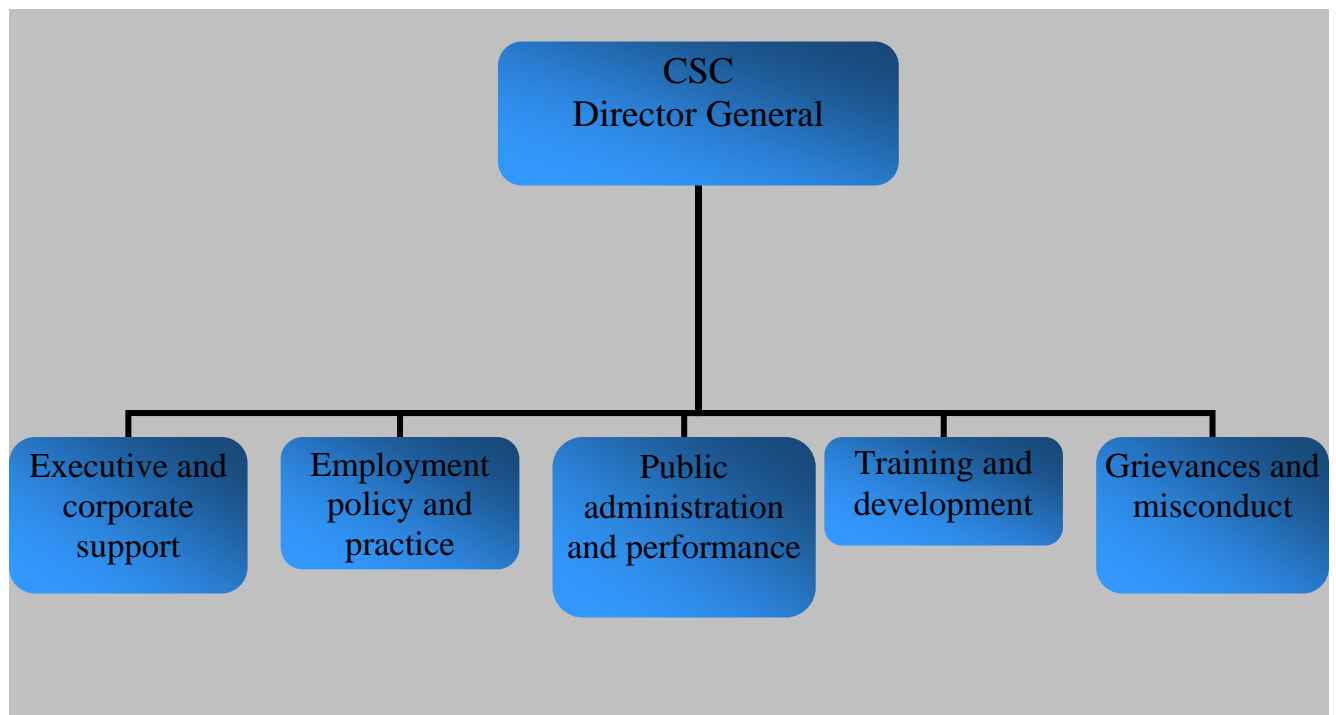 CSC
Director General
Executive and
corporate
support
Employment
policy and
practice
Public
administration
and performance
Training and
development
Grievances and
misconduct